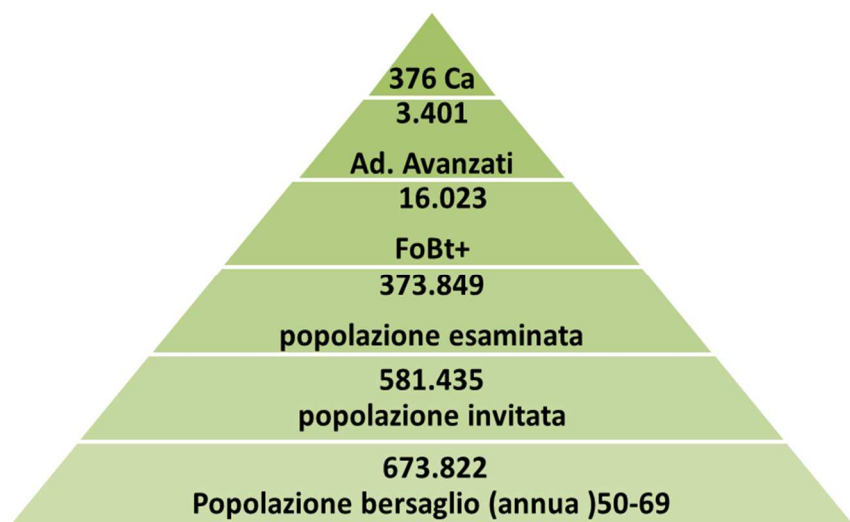 376 Ca
3.401
Ad. Avanzati
16.023
FoBt+
373.849
popolazione esaminata
581.435
popolazione invitata
673.822
Popolazione bersaglio (annua )50-69